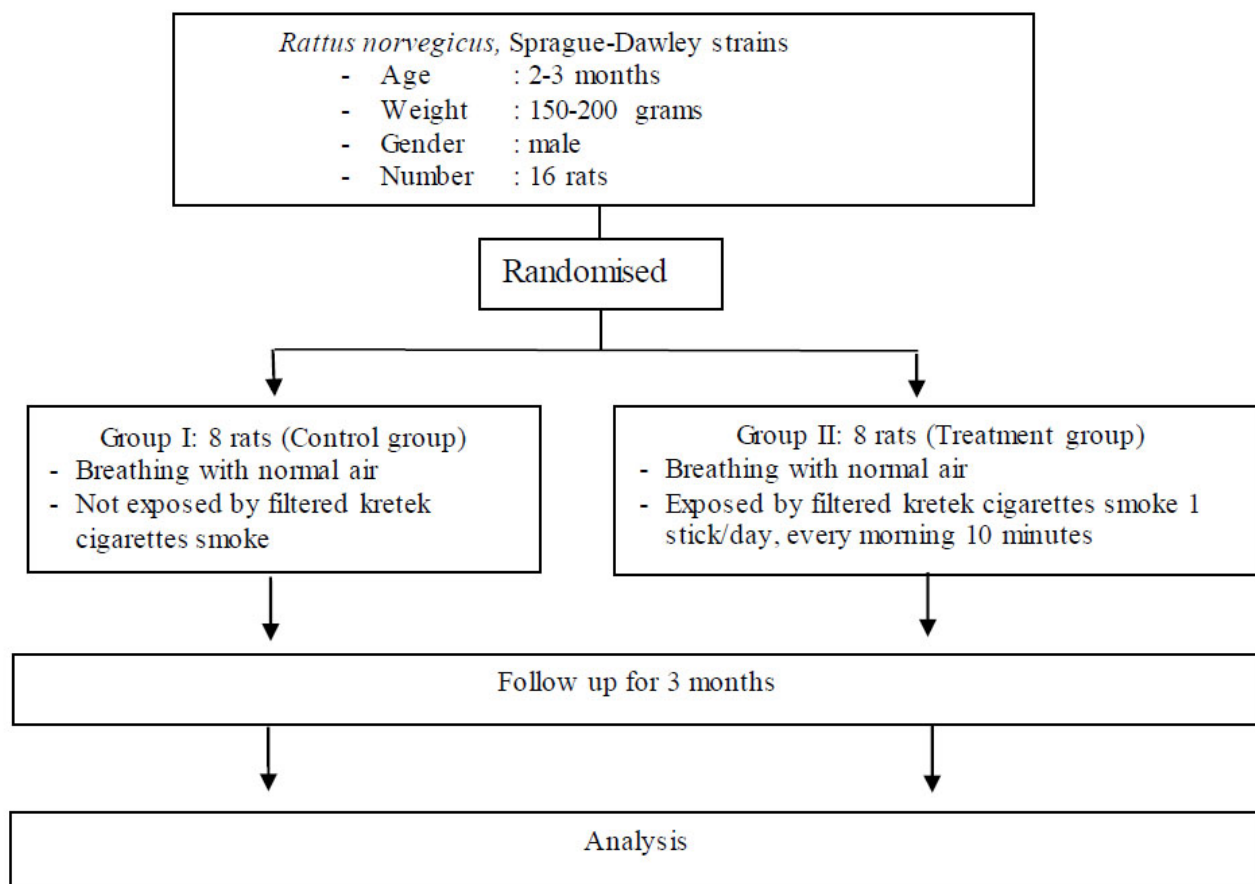 Rattus norvegicus, Sprague-Dawley strains
- Age : 2-3 months
- Weight : 150-200 grams
- Gender : male
- Number : 16 rats
Randomised
Group I: 8 rats (Control group)
- Breathing with normal air
- Not exposed by filtered kretek
cigarettes smoke
Group II: 8 rats (Treatment group)
- Breathing with normal air
- Exposed by filtered kretek cigarettes smoke 1
stick/day, every morning 10 minutes
Follow up for 3 months
Analysis